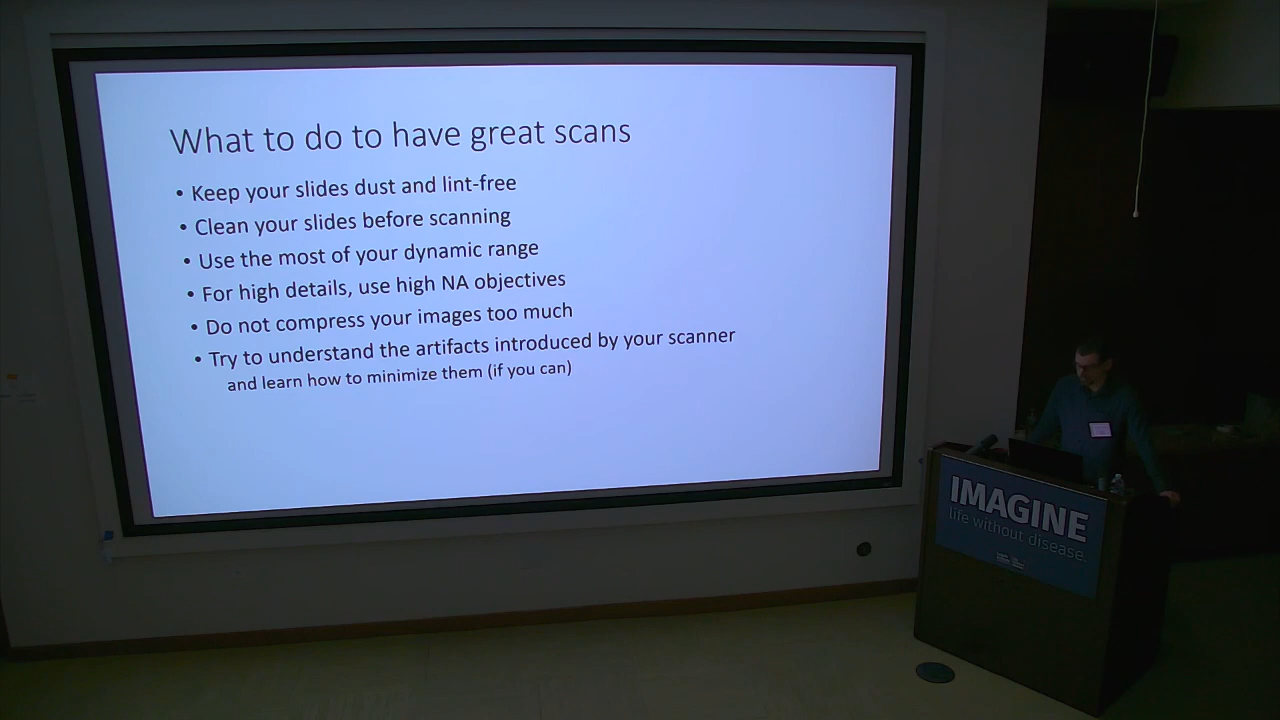 What to do to have great scans
• Keep your slides dust and lint-free
• Clean your slides before scanning
• Use the most of your dynamic range
• For high details, use high NA objectives
• Do not compress your images too much
• Try to understand the artifacts introduced by your scanner
and learn how to minimize them (if you can)
IMAGINE
life without disease.